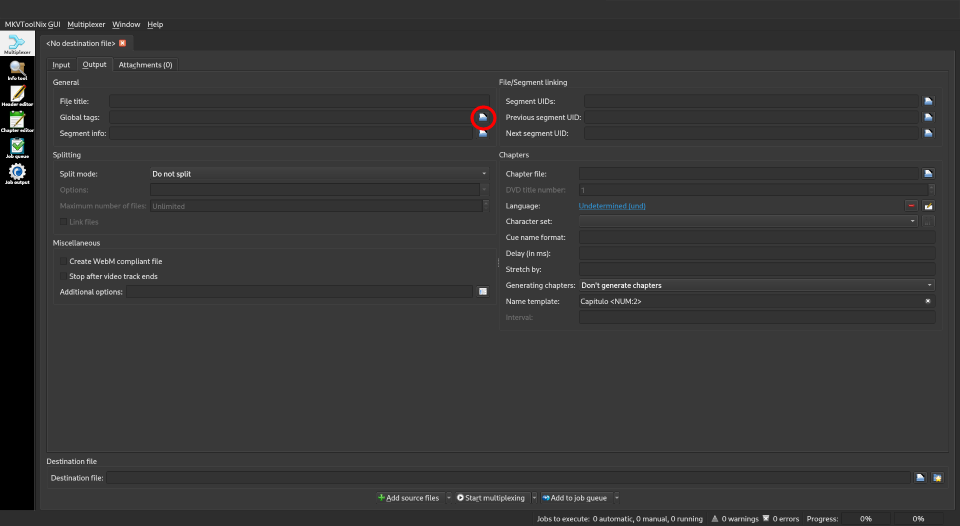 MKVToolNix GUI Multiplexer Window Help
<No destination file>
Multiplexer
Info tool
Header editor
Chapter editor
Job queue
Job output
Input Output Attachments (0)
General
File title:
Global tags:
Segment info:
Splitting
Split mode: Do not split
Options:
Maximum number of files: Unlimited
Link files
Miscellaneous
Create WebM compliant file
Stop after video track ends
Additional options:
File/Segment linking
Segment UIDs:
Previous segment UID:
Next segment UID:
Chapters
Chapter file:
DVD title number: 1
Language: Undetermined (und)
Character set:
Cue name format:
Delay (in ms):
Stretch by:
Generating chapters: Don't generate chapters
Name template: Capítulo <NUM:2>
Interval:
Destination file
Destination file:
Add source files Start multiplexing Add to job queue
Jobs to execute: 0 automatic, 0 manual, 0 running 0 warnings 0 errors Progress: 0% 0%